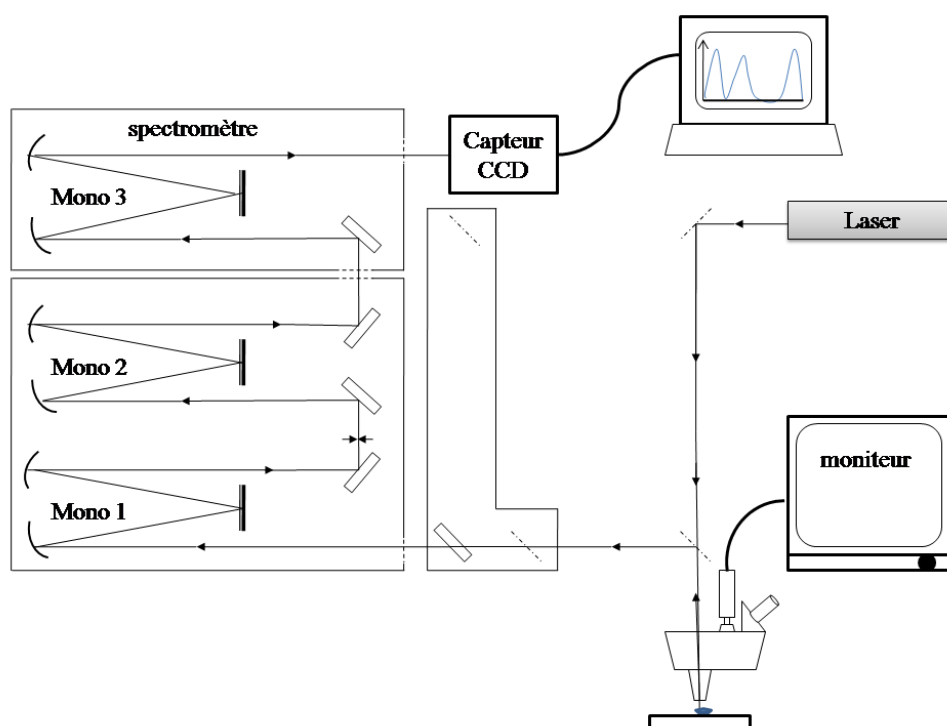 spectromètre
Capteur
CCD
Mono 3
Laser
Mono 2
moniteur
Mono 1